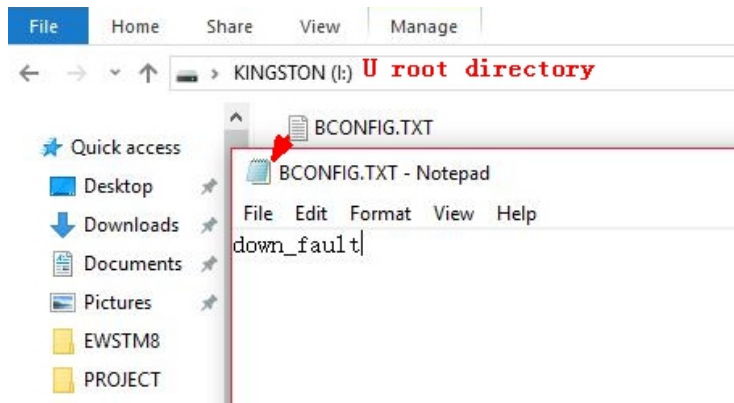 File Home Share View Manage
KINGSTON (I:) U root directory
BCONFIG.TXT
Quick access
BCONFIG.TXT - Notepad
Desktop
File Edit Format View Help
Downloads
down_fault
Documents
Pictures
EWSTM8
PROJECT